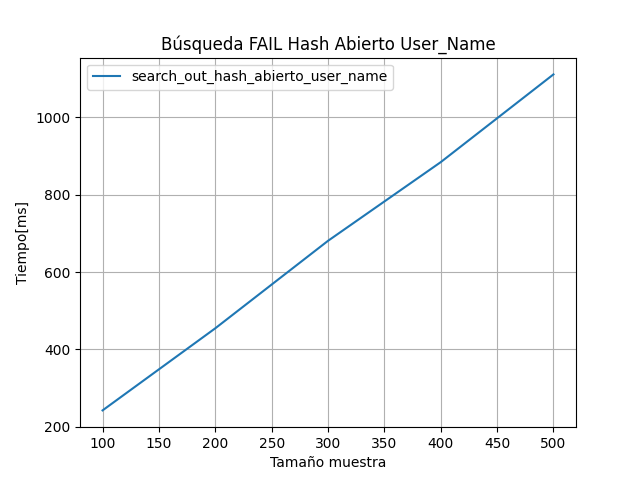 Búsqueda FAIL Hash Abierto User_Name
search_out_hash_abierto_user_name
1000
800
600
400
200
Tiempo[ms]
100 150 200 250 300 350 400 450 500
Tamaño muestra